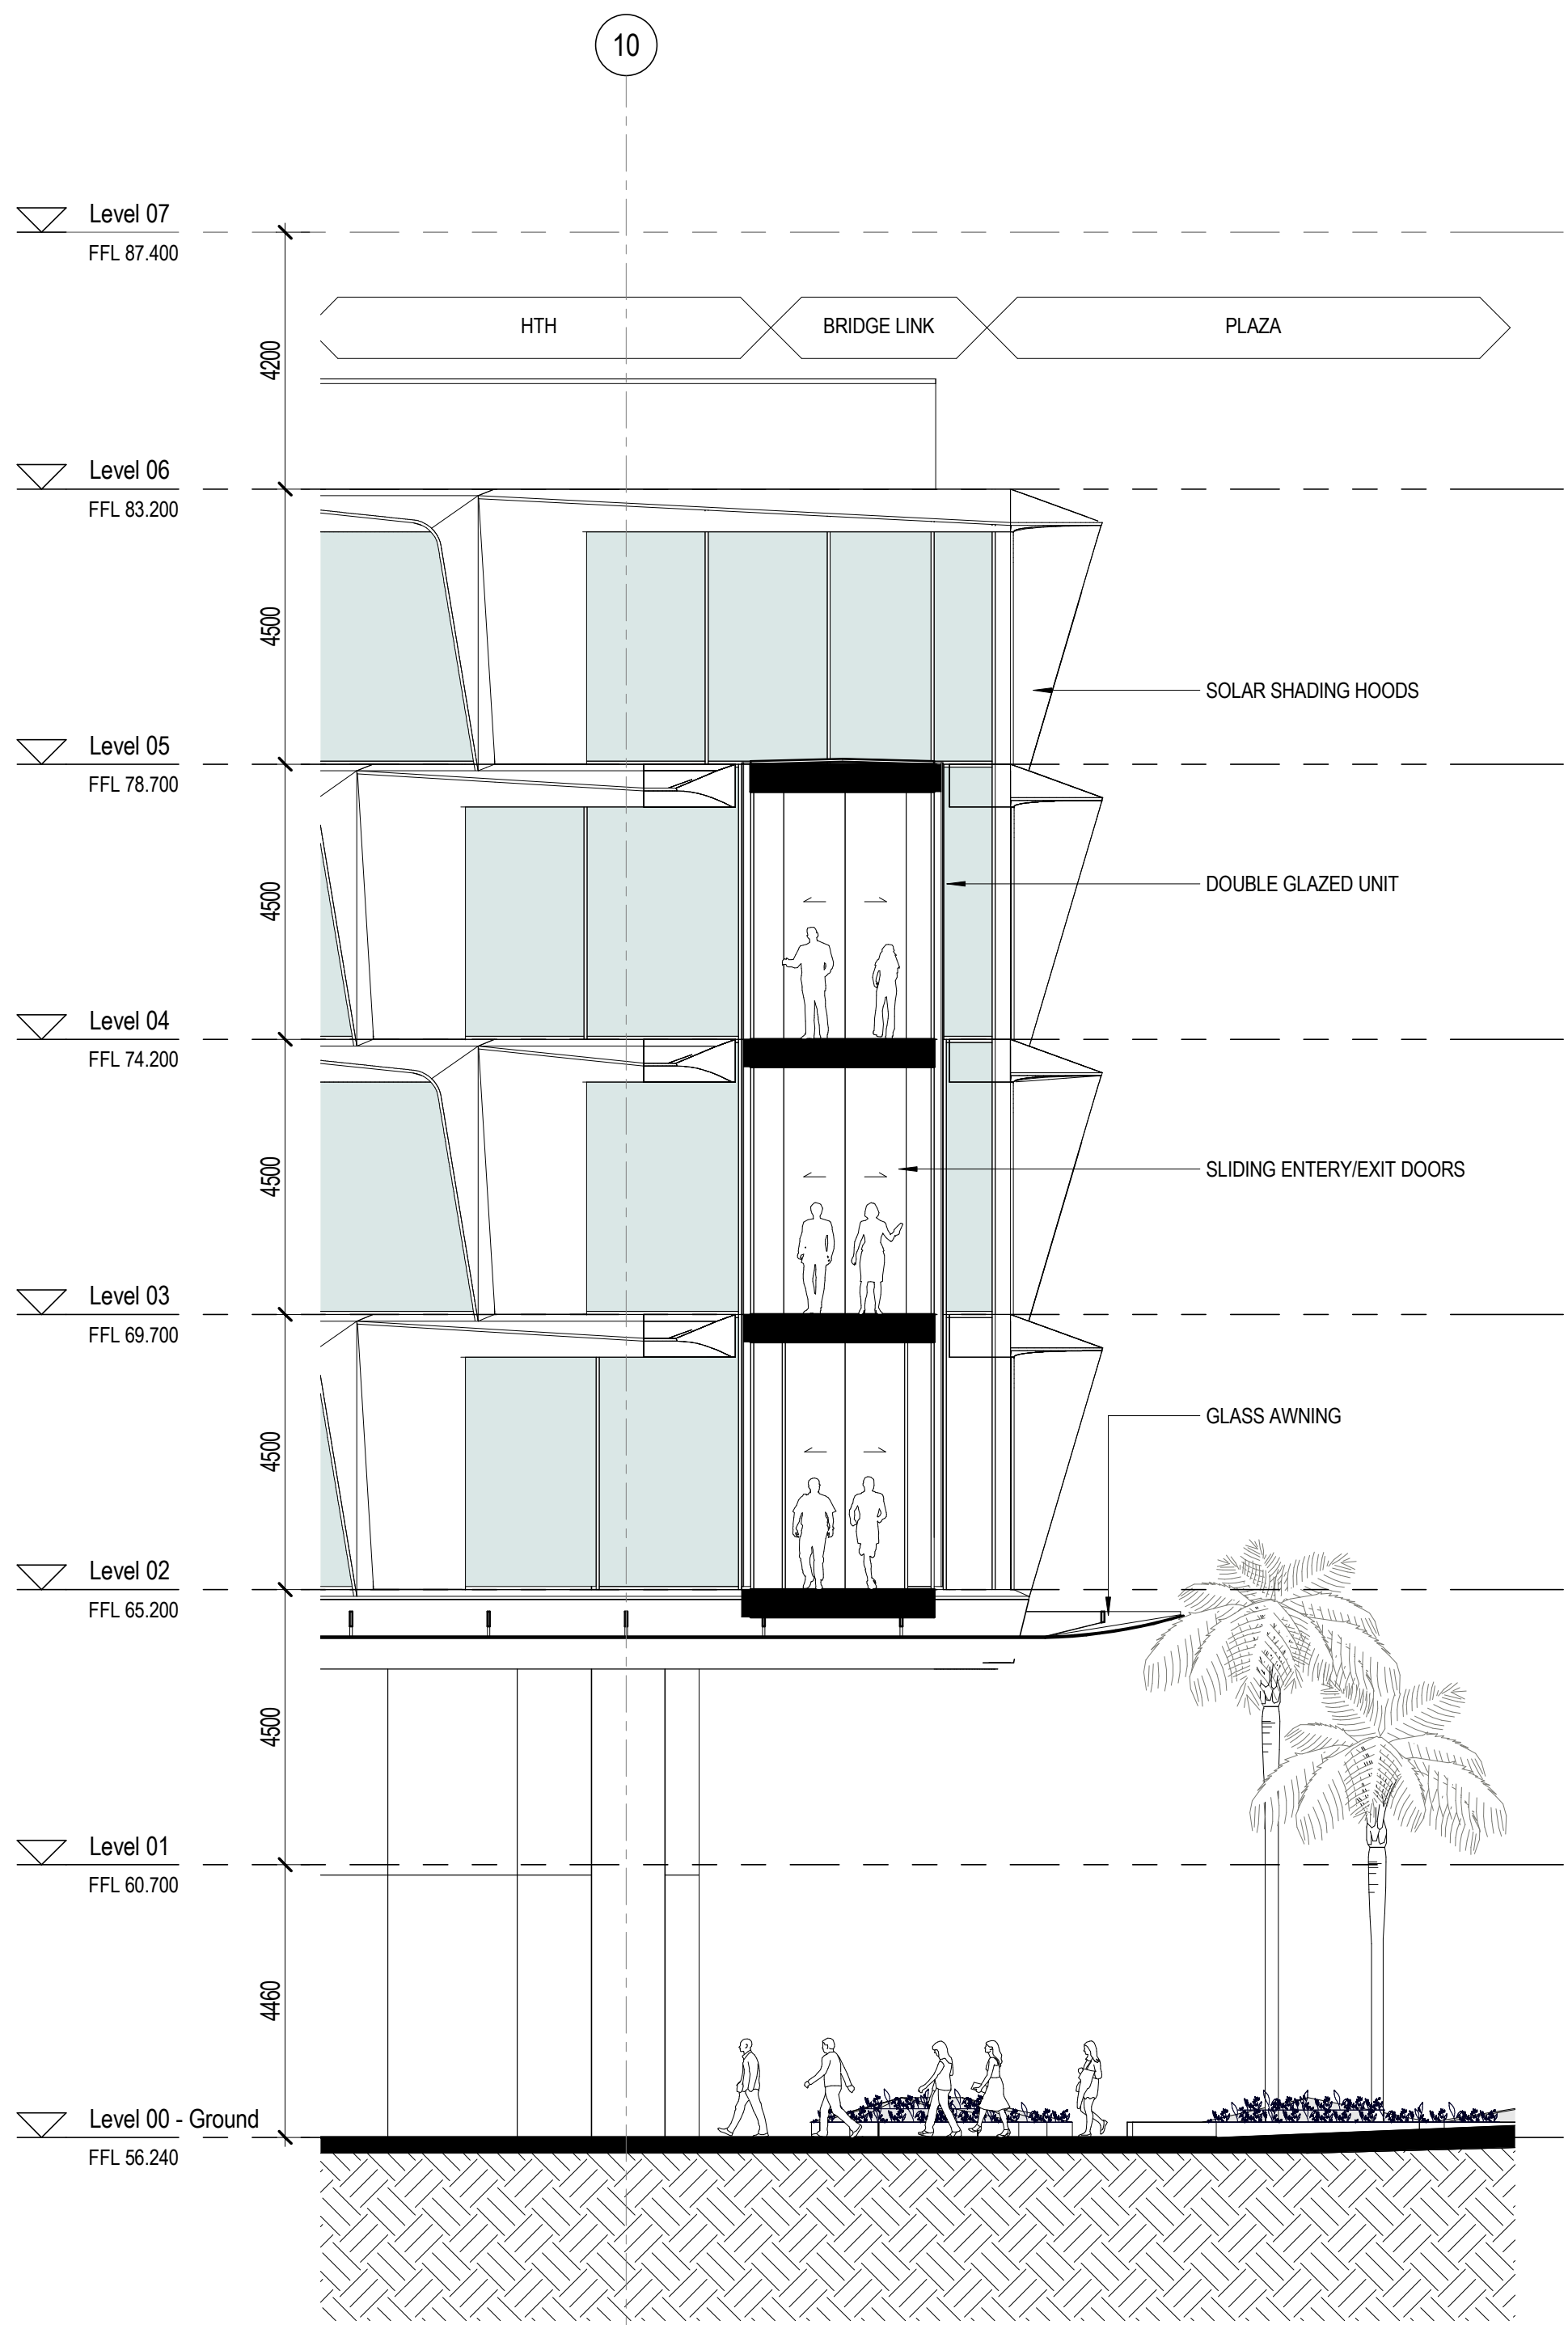 10
Level 07
FFL 87.400
HTH
BRIDGE LINK
PLAZA
4200
Level 06
FFL 83.200
4500
SOLAR SHADING HOODS
Level 05
FFL 78.700
4500
DOUBLE GLAZED UNIT
Level 04
FFL 74.200
4500
SLIDING ENTERY/EXIT DOORS
Level 03
FFL 69.700
GLASS AWNING
4500
Level 02
FFL 65.200
4500
Level 01
FFL 60.700
4460
Level 00 - Ground
FFL 56.240